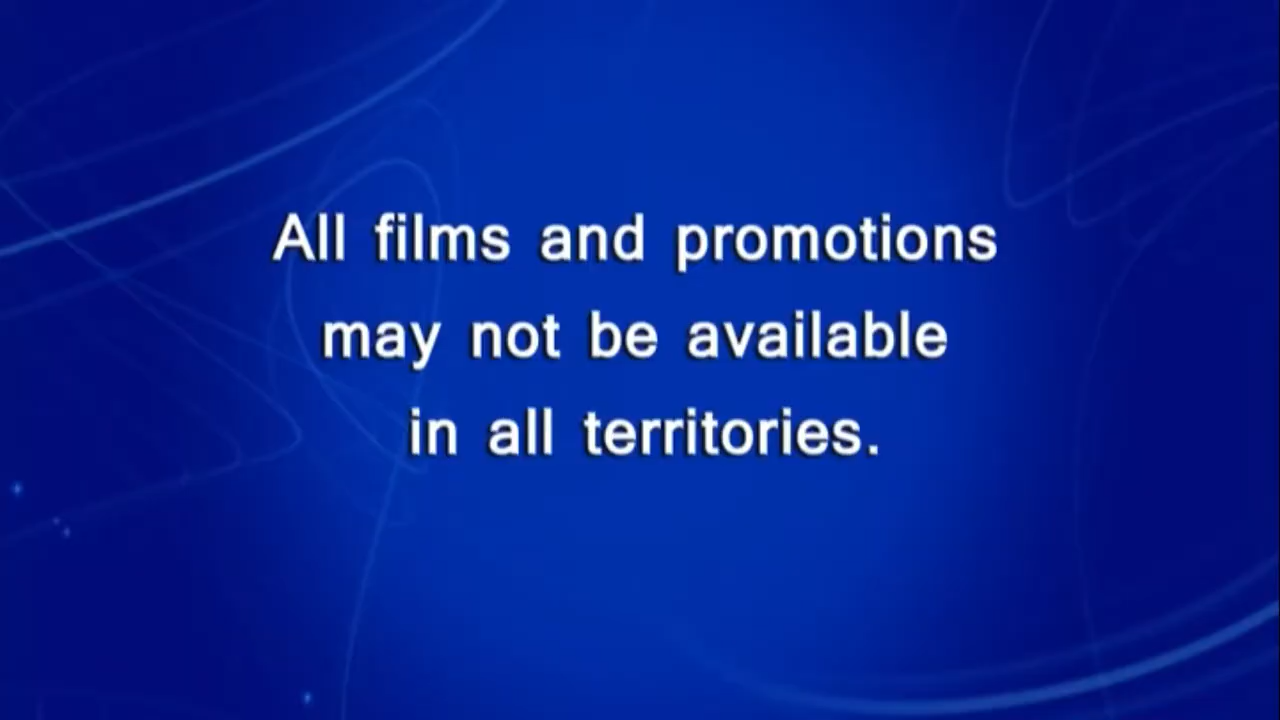 All films and promotions
may not be available
in all territories.